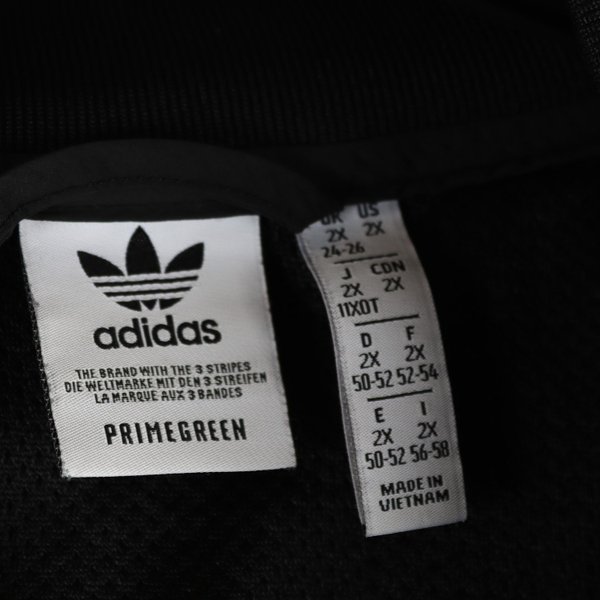 adidas
THE BRAND WITH THE 3 STRIPES
DIE WELTMARKE MIT DEN 3 STREIFEN
LA MARQUE AUX 3 BANDES
PRIMEGREEN
UK US
2X 2X
24-26
J CDN
2X 2X
11XOT
D F
2X 2X
50-52 52-54
E I
2X 2X
50-52 56-58
MADE IN
VIETNAM